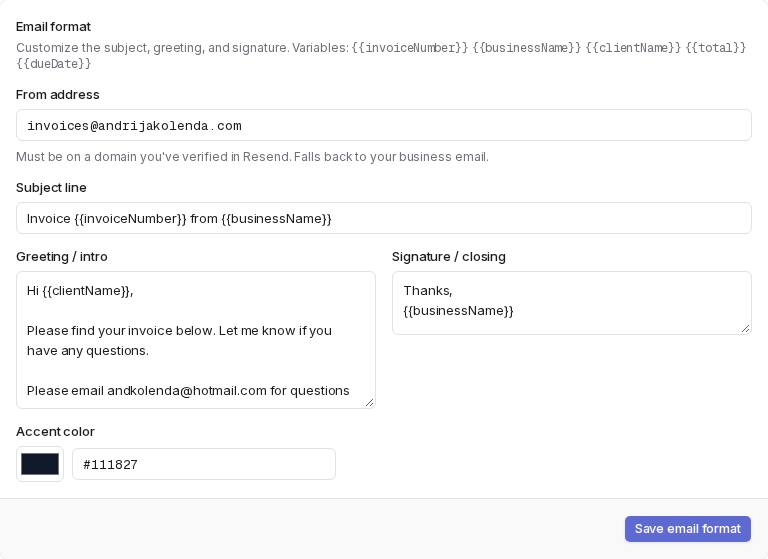 Email format
Customize the subject, greeting, and signature. Variables: {{invoiceNumber}} {{businessName}} {{clientName}} {{total}}
{{dueDate}}
From address
invoices@andrijakolenda.com
Must be on a domain you've verified in Resend. Falls back to your business email.
Subject line
Invoice {{invoiceNumber}} from {{businessName}}
Greeting / intro
Hi {{clientName}},
Please find your invoice below. Let me know if you
have any questions.
Please email andkolenda@hotmail.com for questions
Signature / closing
Thanks,
{{businessName}}
Accent color
#111827
Save email format